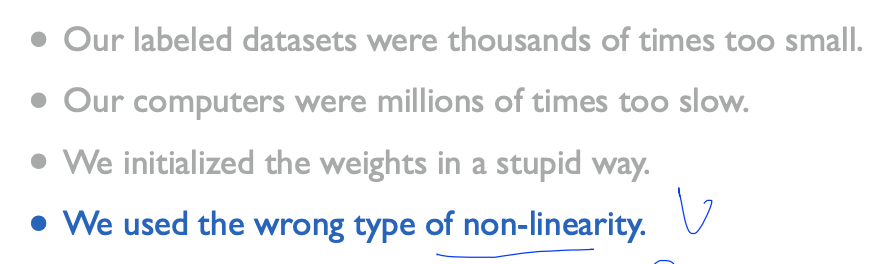 • Our labeled datasets were thousands of times too small.
• Our computers were millions of times too slow.
• We initialized the weights in a stupid way.
• We used the wrong type of non-linearity.